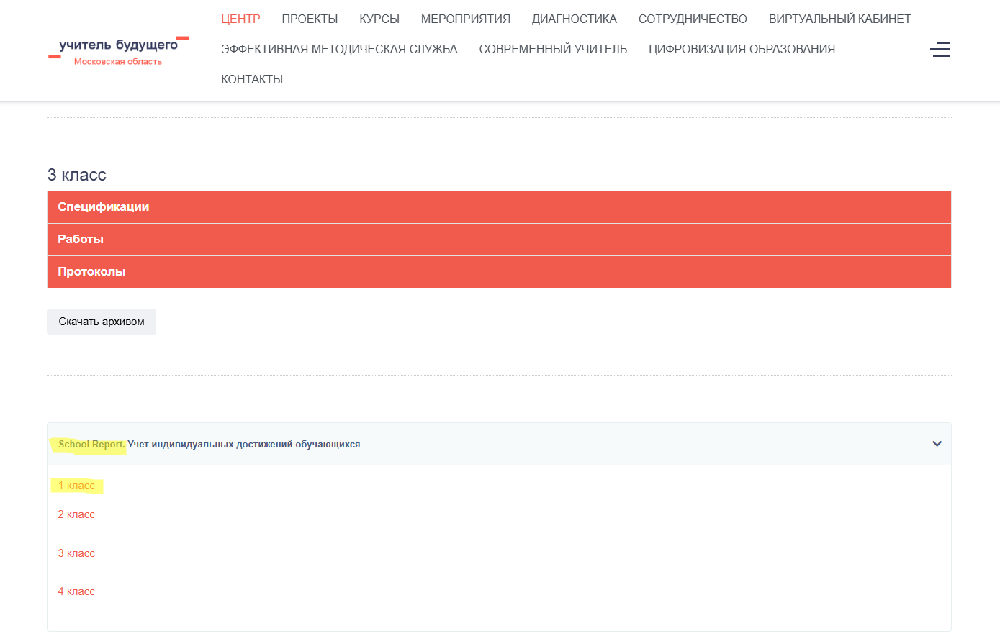 ЦЕНТР ПРОЕКТЫ КУРСЫ МЕРОПРИЯТИЯ ДИАГНОСТИКА СОТРУДНИЧЕСТВО ВИРТУАЛЬНЫЙ КАБИНЕТ
учитель будущего
Московская область
ЭФФЕКТИВНАЯ МЕТОДИЧЕСКАЯ СЛУЖБА СОВРЕМЕННЫЙ УЧИТЕЛЬ ЦИФРОВИЗАЦИЯ ОБРАЗОВАНИЯ
КОНТАКТЫ
3 класс
Спецификации
Работы
Протоколы
Скачать архивом
School Report. Учет индивидуальных достижений обучающихся
1 класс
2 класс
3 класс
4 класс